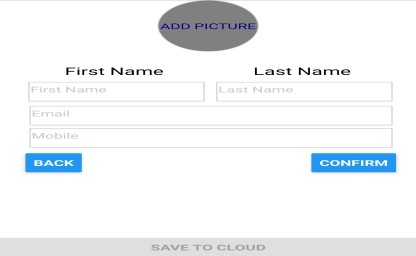 ADD PICTURE
First Name Last Name
First Name Last Name
Email
Mobile
BACK CONFIRM
SAVE TO CLOUD